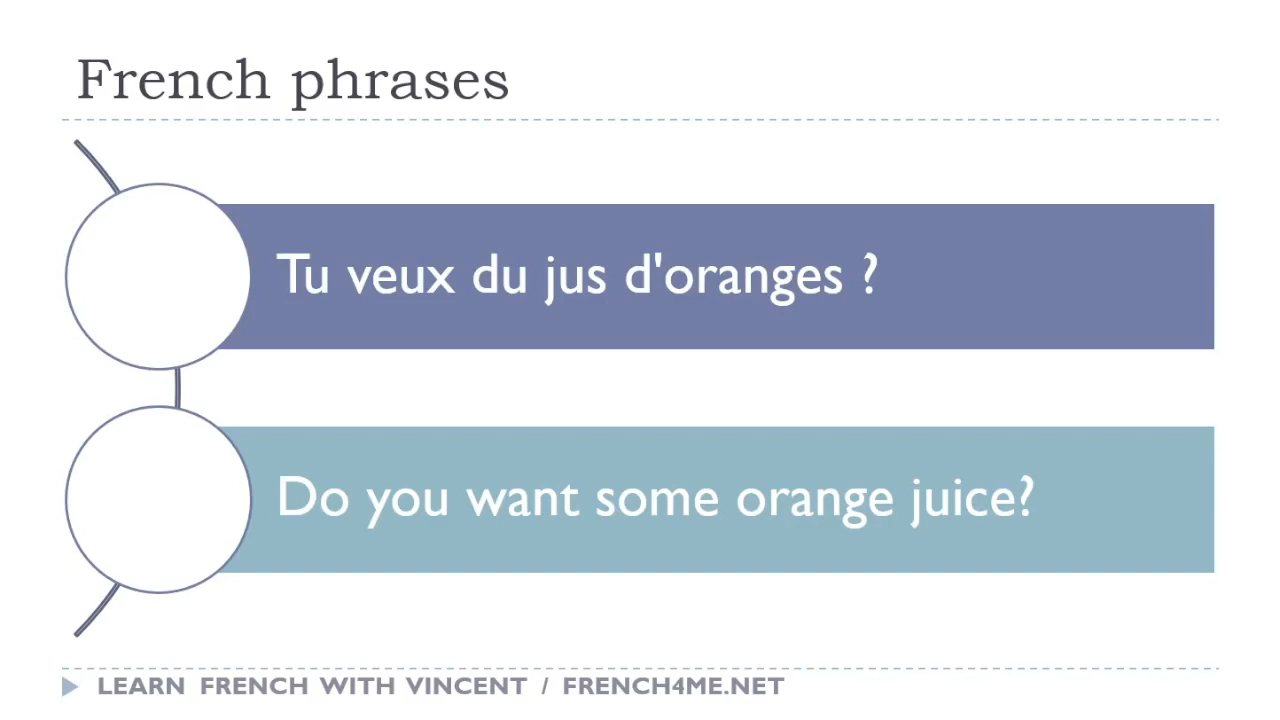 French phrases
Tu veux du jus d'oranges ?
Do you want some orange juice?
LEARN FRENCH WITH VINCENT / FRENCH4ME.NET